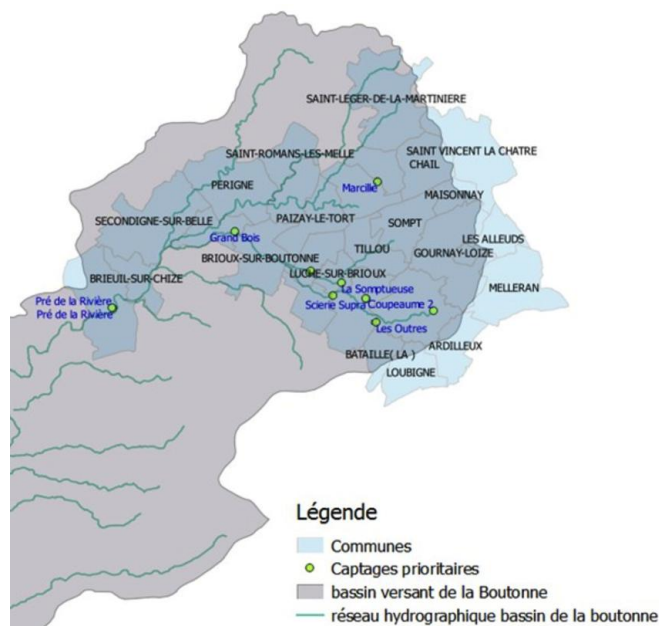 SAINT-LEGER-DE-LA-MARTINIERE
SAINT VINCENT LA CHATRE
SAINT-ROMANS-LES-MELLE
CHAIL
PERIGNE
Marcillé
MAISONNAY
SECONDIGNE-SUR-BELLE
PAIZAY-LE-TORT
SOMPT
Grand Bois
LES ALLEUDS
TILLOU
GOURNAY-LOIZE
BRIOUX-SUR-BOUTONNE
LUCHE-SUR-BRIOUX
BRIEUIL-SUR-CHIZE
La Somptueuse
MELLERAN
Pré de la Rivière
Scierie Supra
Coupeaume 2
Pré de la Rivière
Les Outres
ARDILLEUX
BATAILLE( LA )
LOUBIGNE
Légende
Communes
Captages prioritaires
bassin versant de la Boutonne
réseau hydrographique bassin de la boutonne